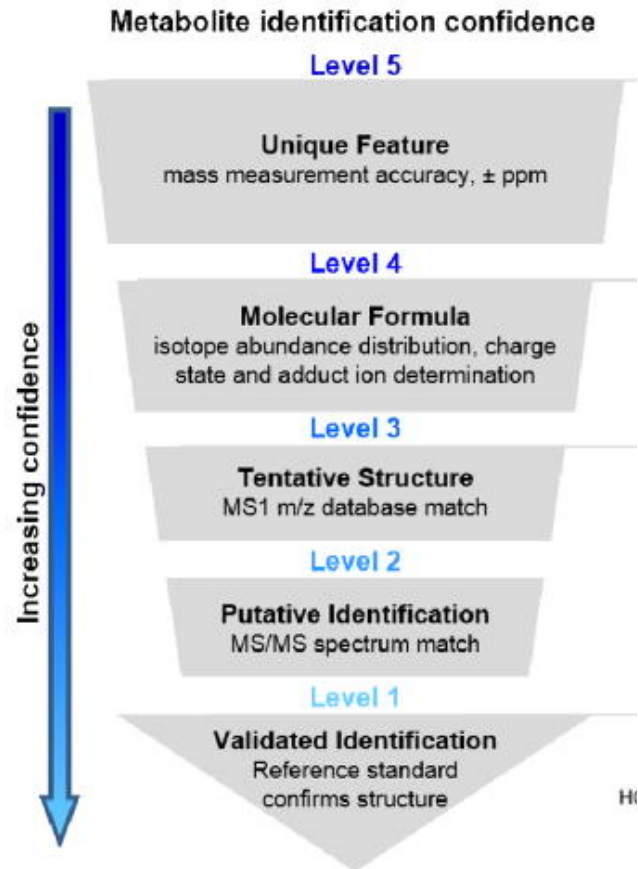 Metabolite identification confidence
Level 5
Unique Feature
mass measurement accuracy, ± ppm
Level 4
Molecular Formula
isotope abundance distribution, charge
state and adduct ion determination
Level 3
Tentative Structure
MS1 m/z database match
Level 2
Putative Identification
MS/MS spectrum match
Level 1
Validated Identification
Reference standard
confirms structure
Increasing confidence